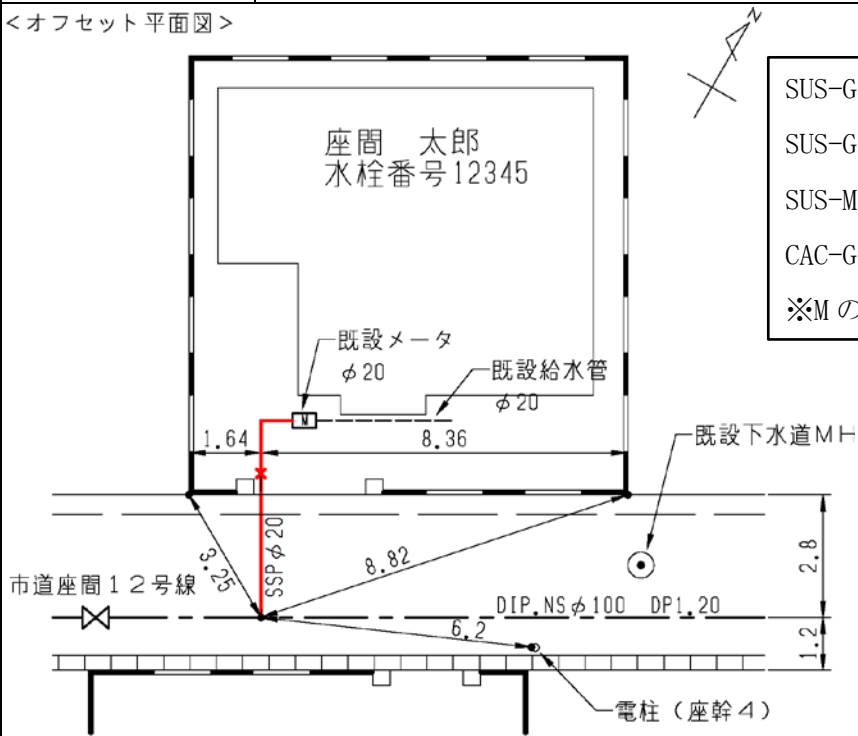 <オフセット平面図>
N
SUS-G
SUS-G
SUS-M
CAC-G
※Mの
座間 太郎
水栓番号12345
既設メータ
φ20
既設給水管
φ20
M
1.64
8.36
既設下水道MH
3.25
SSPφ20
8.82
2.8
市道座間12号線
DIP.NSφ100 DP1.20
6.2
1.2
電柱(座幹4)